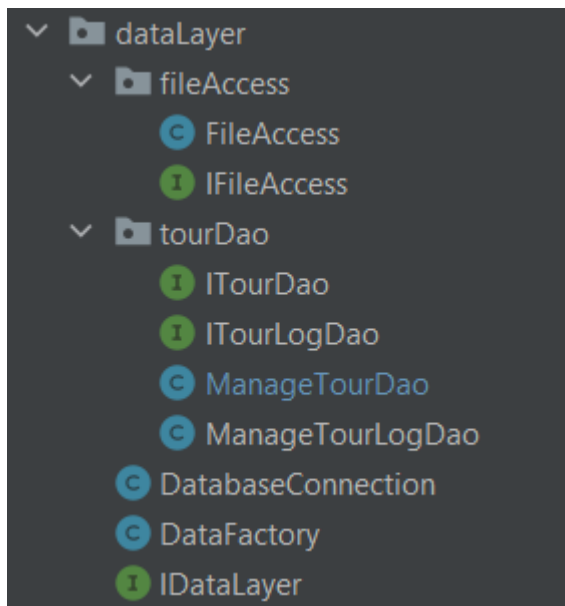 dataLayer
fileAccess
C FileAccess
I IFileAccess
tourDao
I ITourDao
I ITourLogDao
C ManageTourDao
C ManageTourLogDao
C DatabaseConnection
C DataFactory
I IDataLayer